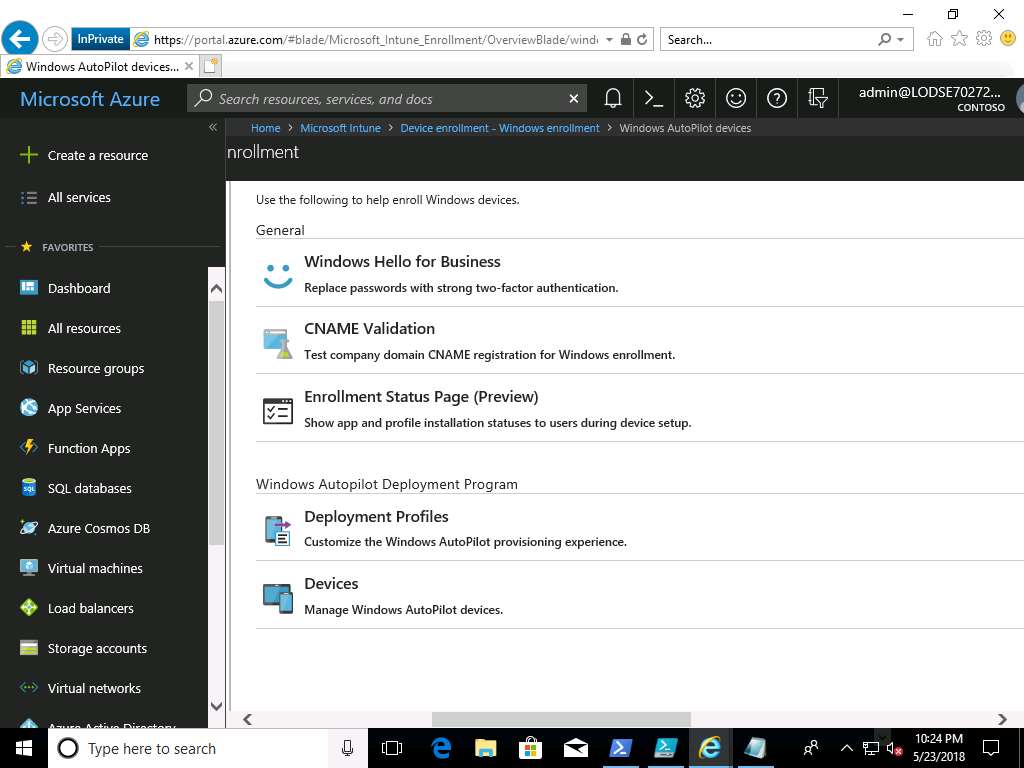 InPrivate
https://portal.azure.com/#blade/Microsoft_Intune_Enrollment/OverviewBlade/wind
Search...
Windows AutoPilot devices...
Microsoft Azure
Search resources, services, and docs
admin@LODSE70272...
CONTOSO
Home > Microsoft Intune > Device enrollment - Windows enrollment > Windows AutoPilot devices
nrollment
Create a resource
All services
FAVORITES
Dashboard
All resources
Resource groups
App Services
Function Apps
SQL databases
Azure Cosmos DB
Virtual machines
Load balancers
Storage accounts
Virtual networks
Azure Active Directory
Use the following to help enroll Windows devices.
General
Windows Hello for Business
Replace passwords with strong two-factor authentication.
CNAME Validation
Test company domain CNAME registration for Windows enrollment.
Enrollment Status Page (Preview)
Show app and profile installation statuses to users during device setup.
Windows Autopilot Deployment Program
Deployment Profiles
Customize the Windows AutoPilot provisioning experience.
Devices
Manage Windows AutoPilot devices.
Type here to search
10:24 PM
5/23/2018